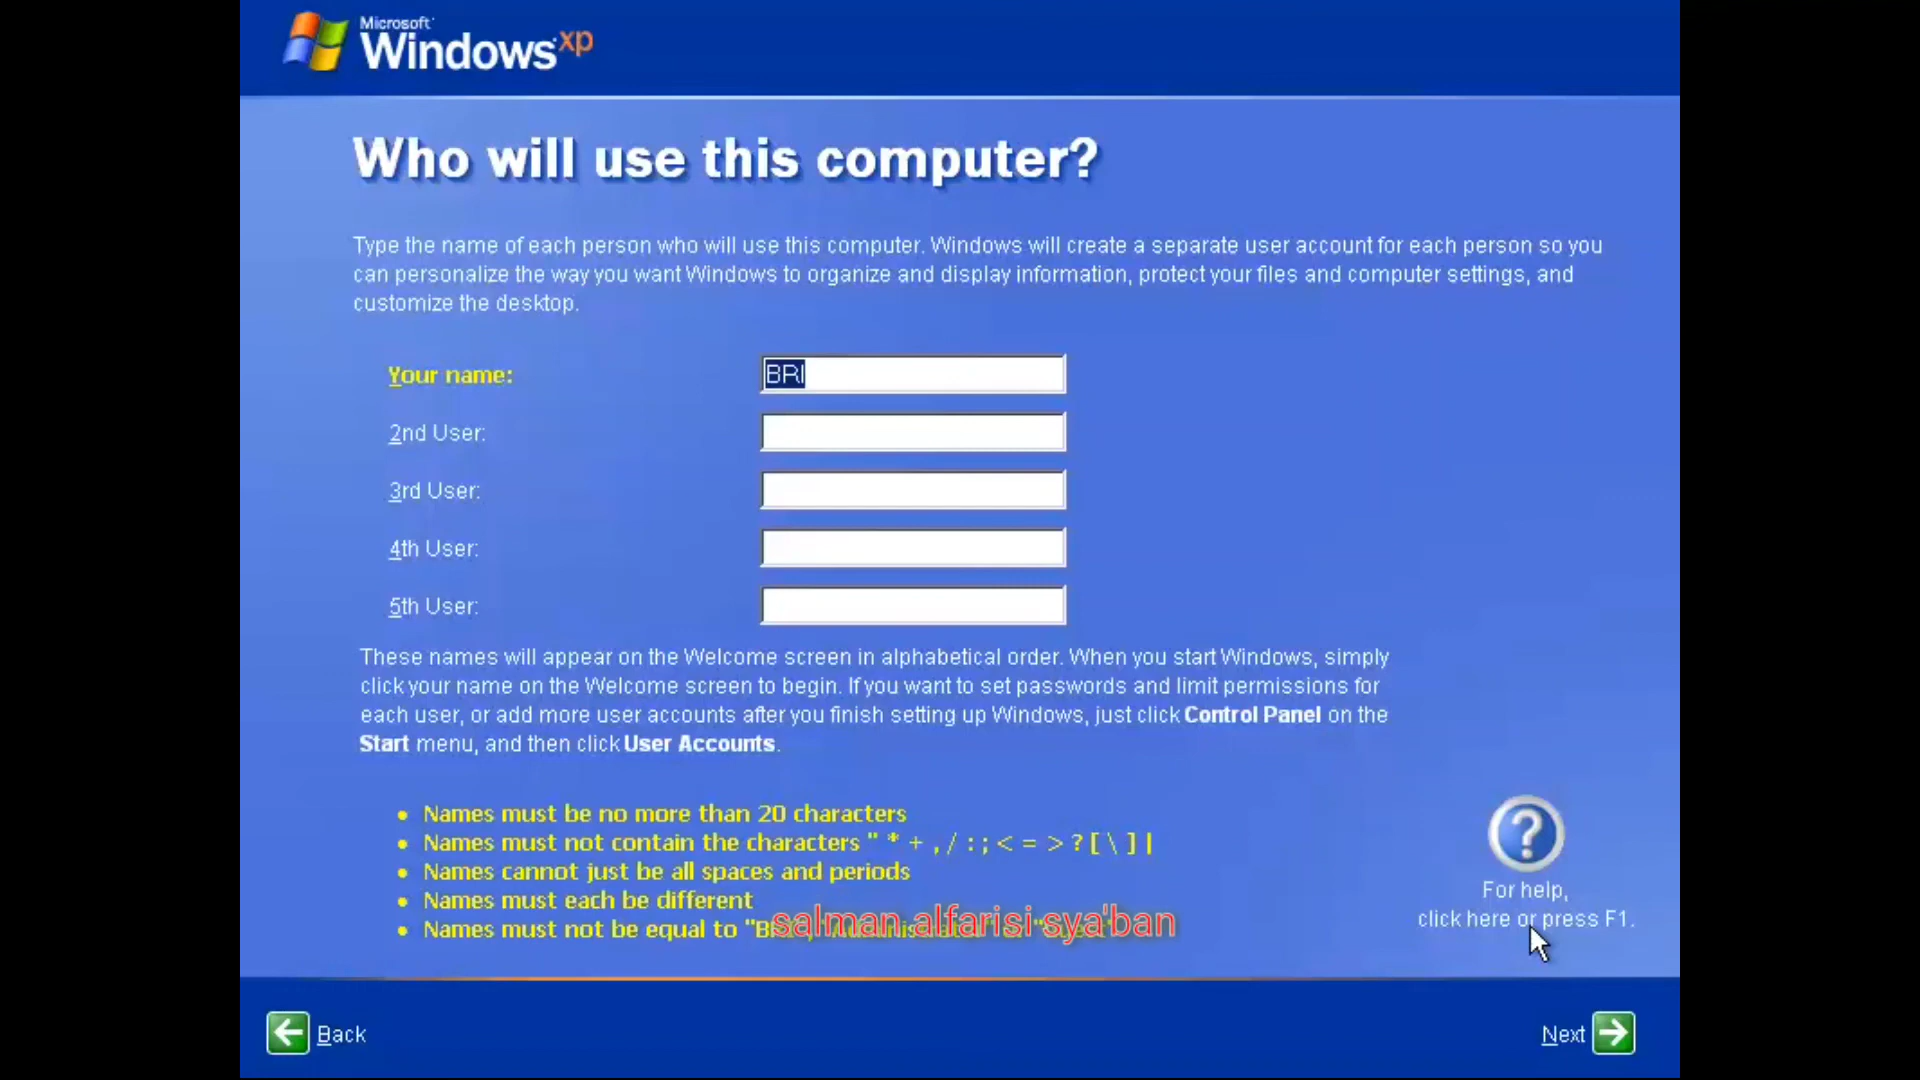 Microsoft
Windows xp
Who will use this computer?
Type the name of each person who will use this computer. Windows will create a separate user account for each person so you
can personalize the way you want Windows to organize and display information, protect your files and computer settings, and
customize the desktop.
Your name:
BRI
2nd User:
3rd User:
4th User:
5th User:
These names will appear on the Welcome screen in alphabetical order. When you start Windows, simply
click your name on the Welcome screen to begin. If you want to set passwords and limit permissions for
each user, or add more user accounts after you finish setting up Windows, just click Control Panel on the
Start menu, and then click User Accounts.
• Names must be no more than 20 characters
• Names must not contain the characters " * + , / : ; < = > ? [ \ ] |
• Names cannot just be all spaces and periods
• Names must each be different
• Names must not be equal to
salman alfarisi sya'ban
For help,
click here or press F1.
Back
Next